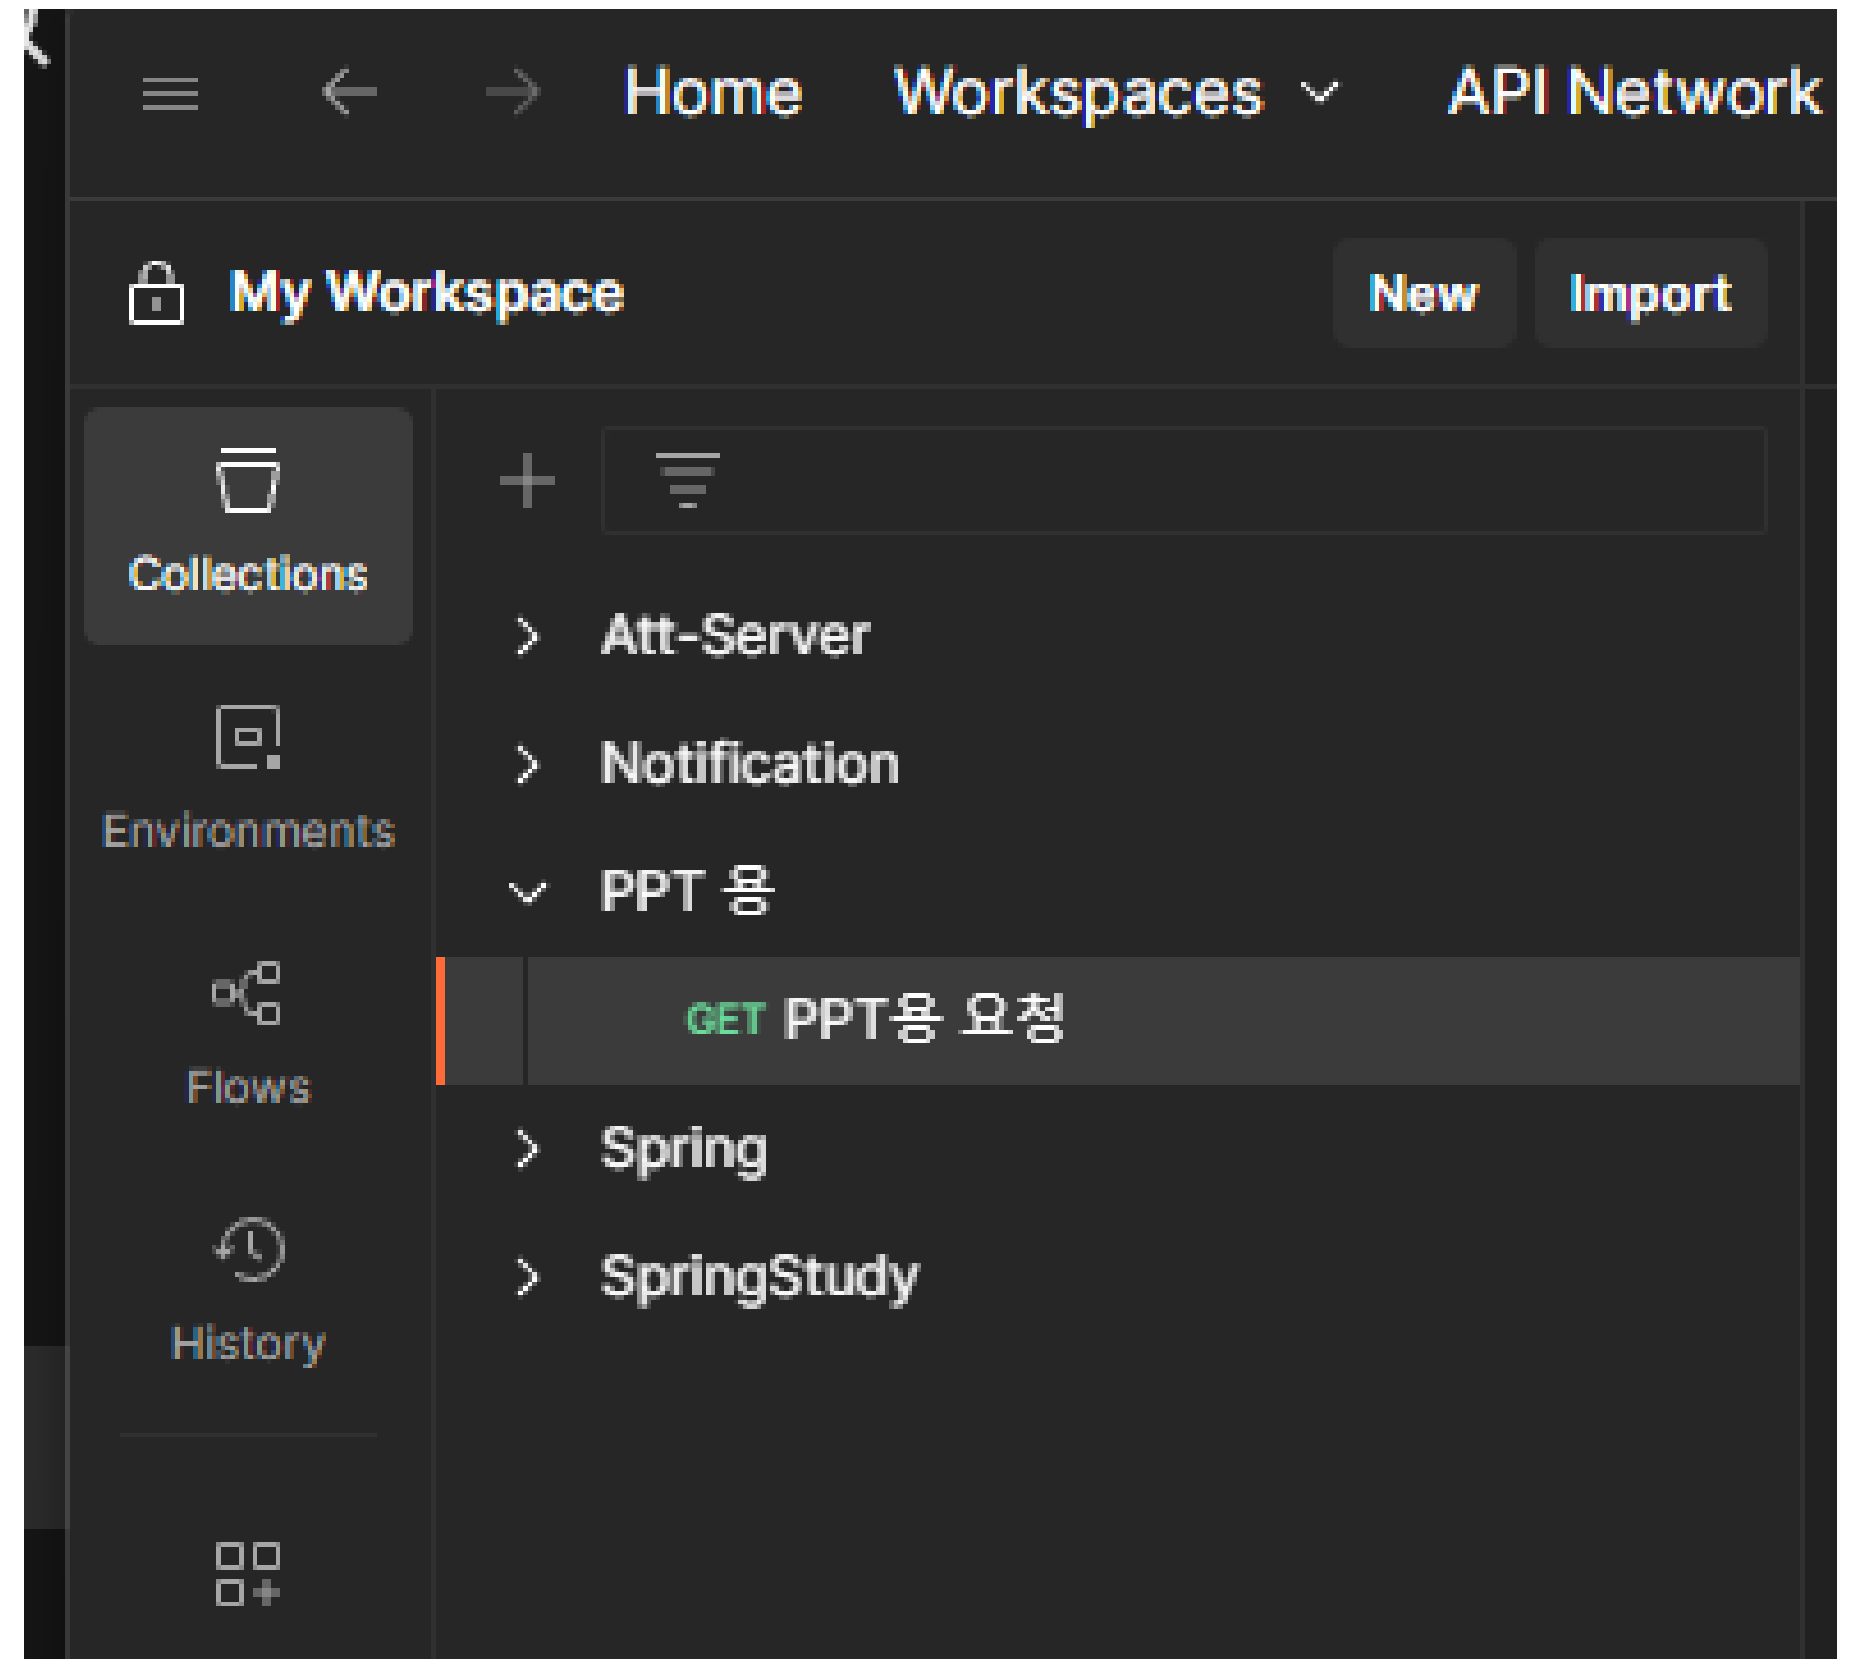 Home Workspaces API Network
My Workspace New Import
Collections
Environments
Flows
History
Att-Server
Notification
PPT 용
GET PPT용 요청
Spring
SpringStudy